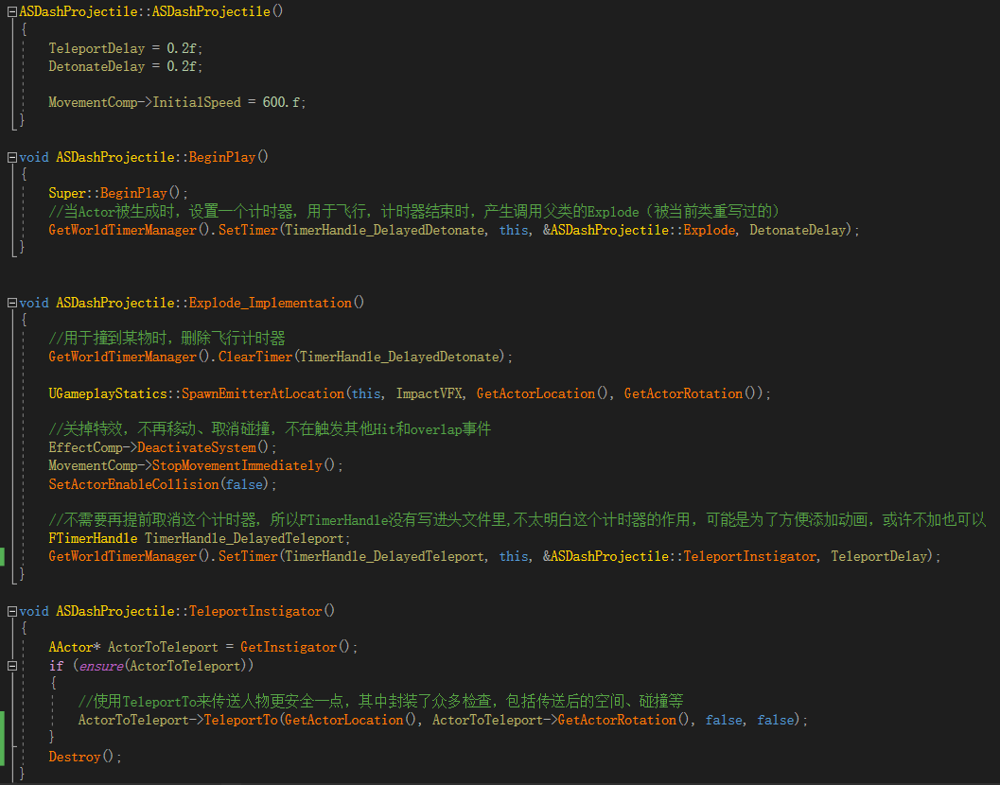 ASDashProjectile::ASDashProjectile()
{
TeleportDelay = 0.2f;
DetonateDelay = 0.2f;
MovementComp->InitialSpeed = 600.f;
}
void ASDashProjectile::BeginPlay()
{
Super::BeginPlay();
//当Actor被生成时，设置一个计时器，用于飞行，计时器结束时，产生调用父类的Explode（被当前类重写过的）
GetWorldTimerManager().SetTimer(TimerHandle_DelayedDetonate, this, &ASDashProjectile::Explode, DetonateDelay);
}
void ASDashProjectile::Explode_Implementation()
{
//用于撞到某物时，删除飞行计时器
GetWorldTimerManager().ClearTimer(TimerHandle_DelayedDetonate);
UGameplayStatics::SpawnEmitterAtLocation(this, ImpactVFX, GetActorLocation(), GetActorRotation());
//关掉特效，不再移动、取消碰撞，不在触发其他Hit和overlap事件
EffectComp->DeactivateSystem();
MovementComp->StopMovementImmediately();
SetActorEnableCollision(false);
//不需要再提前取消这个计时器，所以FTimerHandle没有写进头文件里,不太明白这个计时器的作用，可能是为了方便添加动画，或许不加也可以
FTimerHandle TimerHandle_DelayedTeleport;
GetWorldTimerManager().SetTimer(TimerHandle_DelayedTeleport, this, &ASDashProjectile::TeleportInstigator, TeleportDelay);
}
void ASDashProjectile::TeleportInstigator()
{
AActor* ActorToTeleport = GetInstigator();
if (ensure(ActorToTeleport))
{
//使用TeleportTo来传送人物更安全一点，其中封装了众多检查，包括传送后的空间、碰撞等
ActorToTeleport->TeleportTo(GetActorLocation(), ActorToTeleport->GetActorRotation(), false, false);
}
Destroy();
}